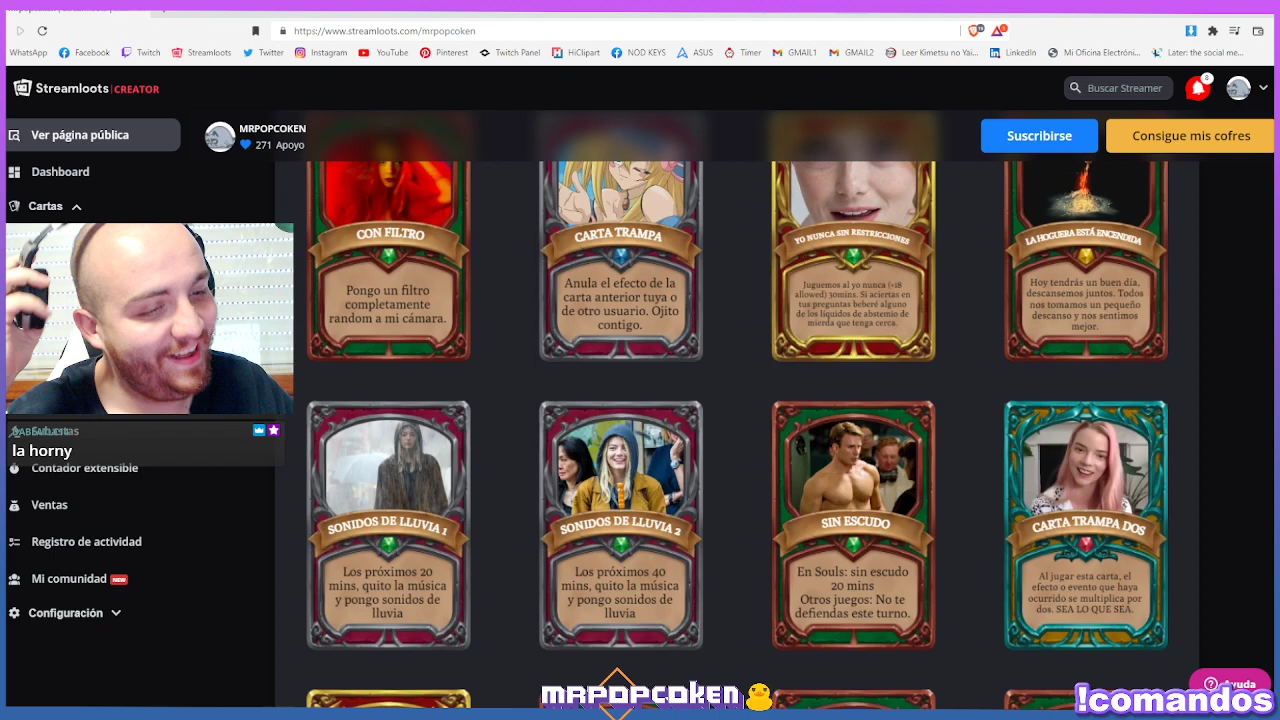 https://www.streamloots.com/mrpopcoken
WhatsApp Facebook Twitch Streamloots Twitter Instagram YouTube Pinterest Twitch Panel HiClipart NOD KEYS ASUS Timer GMAIL1 GMAIL2 Leer Kimetsu no Yai... LinkedIn Mi Oficina Electróni... Later: the social me...
Streamloots CREATOR
Buscar Streamer
8
Ver página pública
MRPOPCOKEN
271 Apoyo
Suscribirse
Consigue mis cofres
Dashboard
Cartas
CON FILTRO
Pongo un filtro
completamente
random a mi cámara.
CARTA TRAMPA
Anula el efecto de la
carta anterior tuya o
de otro usuario. Ojito
contigo.
YO NUNCA SIN RESTRICCIONES
Juguemos al yo nunca (+18
allowed) 30mins. Si aciertas en
tus preguntas beberé alguno
de los líquidos de abstemio de
mierda que tenga cerca.
LA HOGUERA ESTÁ ENCENDIDA
Hoy tendrás un buen día,
descansemos juntos. Todos
nos tomamos un pequeño
descanso y nos sentimos
mejor.
la horny
Contador extensible
Ventas
Registro de actividad
Mi comunidad NEW
Configuración
SONIDOS DE LLUVIA 1
Los próximos 20
mins, quito la música
y pongo sonidos de
lluvia
SONIDOS DE LLUVIA 2
Los próximos 40
mins, quito la música
y pongo sonidos de
lluvia
SIN ESCUDO
En Souls: sin escudo
20 mins
Otros juegos: No te
defiendas este turno.
CARTA TRAMPA DOS
Al jugar esta carta, el
efecto o evento que haya
ocurrido se multiplica por
dos. SEA LO QUE SEA.
MRPOPCOKEN
Ayuda
!comandos